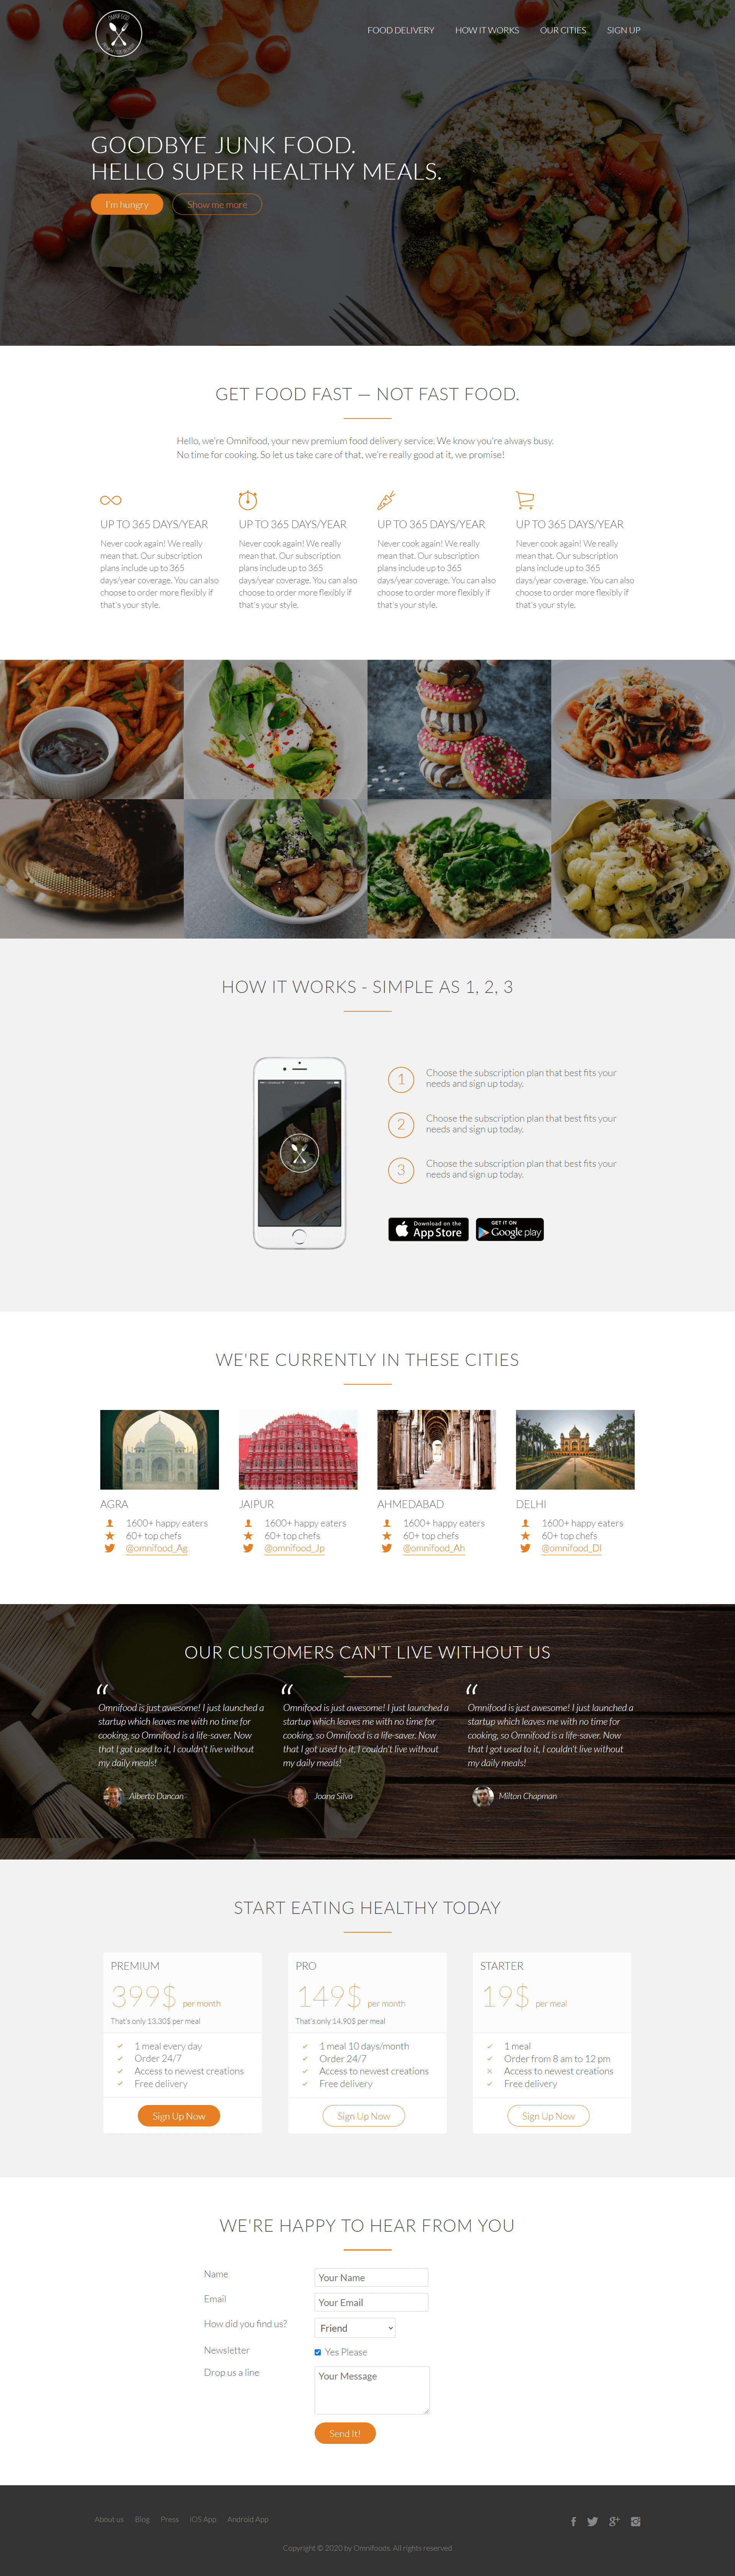 OMNIFOOD
FOOD DELIVERY HOW IT WORKS OUR CITIES SIGN UP
GOODBYE JUNK FOOD.
HELLO SUPER HEALTHY MEALS.
I'm hungry Show me more
GET FOOD FAST — NOT FAST FOOD.
Hello, we're Omnifood, your new premium food delivery service. We know you're always busy.
No time for cooking. So let us take care of that, we're really good at it, we promise!
UP TO 365 DAYS/YEAR
Never cook again! We really
mean that. Our subscription
plans include up to 365
days/year coverage. You can also
choose to order more flexibly if
that's your style.
UP TO 365 DAYS/YEAR
Never cook again! We really
mean that. Our subscription
plans include up to 365
days/year coverage. You can also
choose to order more flexibly if
that's your style.
UP TO 365 DAYS/YEAR
Never cook again! We really
mean that. Our subscription
plans include up to 365
days/year coverage. You can also
choose to order more flexibly if
that's your style.
UP TO 365 DAYS/YEAR
Never cook again! We really
mean that. Our subscription
plans include up to 365
days/year coverage. You can also
choose to order more flexibly if
that's your style.
HOW IT WORKS - SIMPLE AS 1, 2, 3
1
Choose the subscription plan that best fits your
needs and sign up today.
2
Choose the subscription plan that best fits your
needs and sign up today.
3
Choose the subscription plan that best fits your
needs and sign up today.
Download on the
App Store
GET IT ON
Google play
WE'RE CURRENTLY IN THESE CITIES
AGRA
1600+ happy eaters
60+ top chefs
@omnifood_Ag
JAIPUR
1600+ happy eaters
60+ top chefs
@omnifood_Jp
AHMEDABAD
1600+ happy eaters
60+ top chefs
@omnifood_Ah
DELHI
1600+ happy eaters
60+ top chefs
@omnifood_Dl
OUR CUSTOMERS CAN'T LIVE WITHOUT US
“
Omnifood is just awesome! I just launched a
startup which leaves me with no time for
cooking, so Omnifood is a life-saver. Now
that I got used to it, I couldn't live without
my daily meals!
Alberto Duncan
“
Omnifood is just awesome! I just launched a
startup which leaves me with no time for
cooking, so Omnifood is a life-saver. Now
that I got used to it, I couldn't live without
my daily meals!
Joana Silva
“
Omnifood is just awesome! I just launched a
startup which leaves me with no time for
cooking, so Omnifood is a life-saver. Now
that I got used to it, I couldn't live without
my daily meals!
Milton Chapman
START EATING HEALTHY TODAY
PREMIUM
399$ per month
That's only 13.30$ per meal
1 meal every day
Order 24/7
Access to newest creations
Free delivery
Sign Up Now
PRO
149$ per month
That's only 14.90$ per meal
1 meal 10 days/month
Order 24/7
Access to newest creations
Free delivery
Sign Up Now
STARTER
19$ per meal
1 meal
Order from 8 am to 12 pm
Access to newest creations
Free delivery
Sign Up Now
WE'RE HAPPY TO HEAR FROM YOU
Name Your Name
Email Your Email
How did you find us? Friend
Newsletter Yes Please
Drop us a line Your Message
Send It!
About us Blog Press iOS App Android App
Copyright © 2020 by Omnifoods. All rights reserved